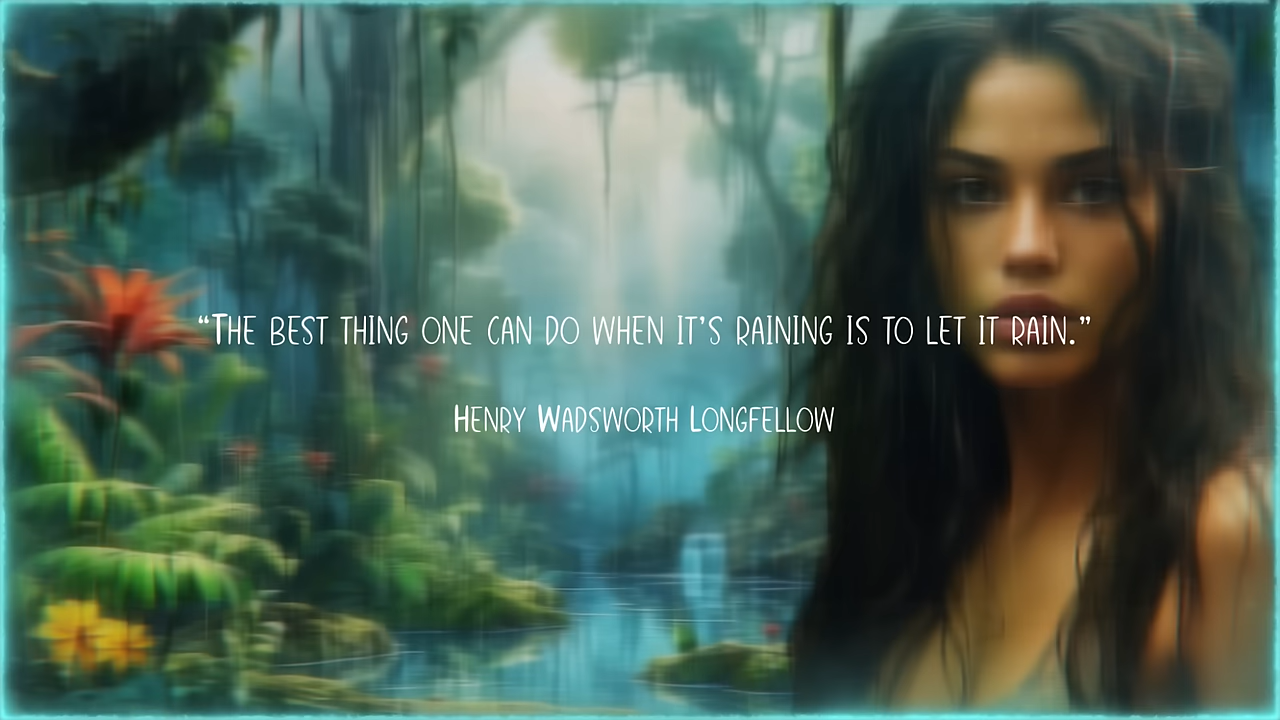 “The best thing one can do when it’s raining is to let it rain.”
Henry Wadsworth Longfellow